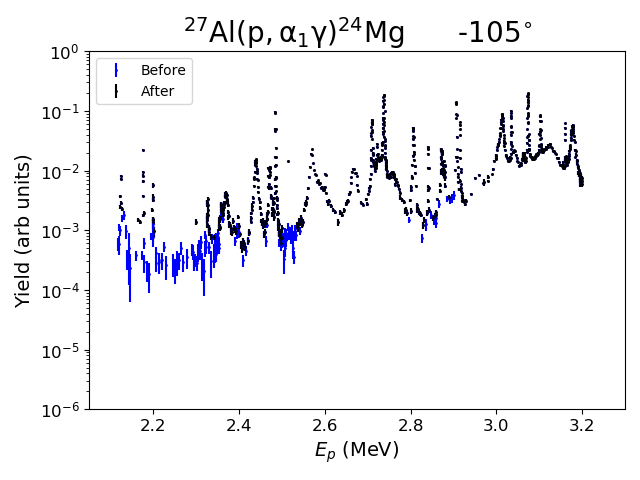 ²⁷Al(p, α₁γ)²⁴Mg -105°
Before
After
Yield (arb units)
10⁰
10⁻¹
10⁻²
10⁻³
10⁻⁴
10⁻⁵
10⁻⁶
2.2 2.4 2.6 2.8 3.0 3.2
Eₚ (MeV)